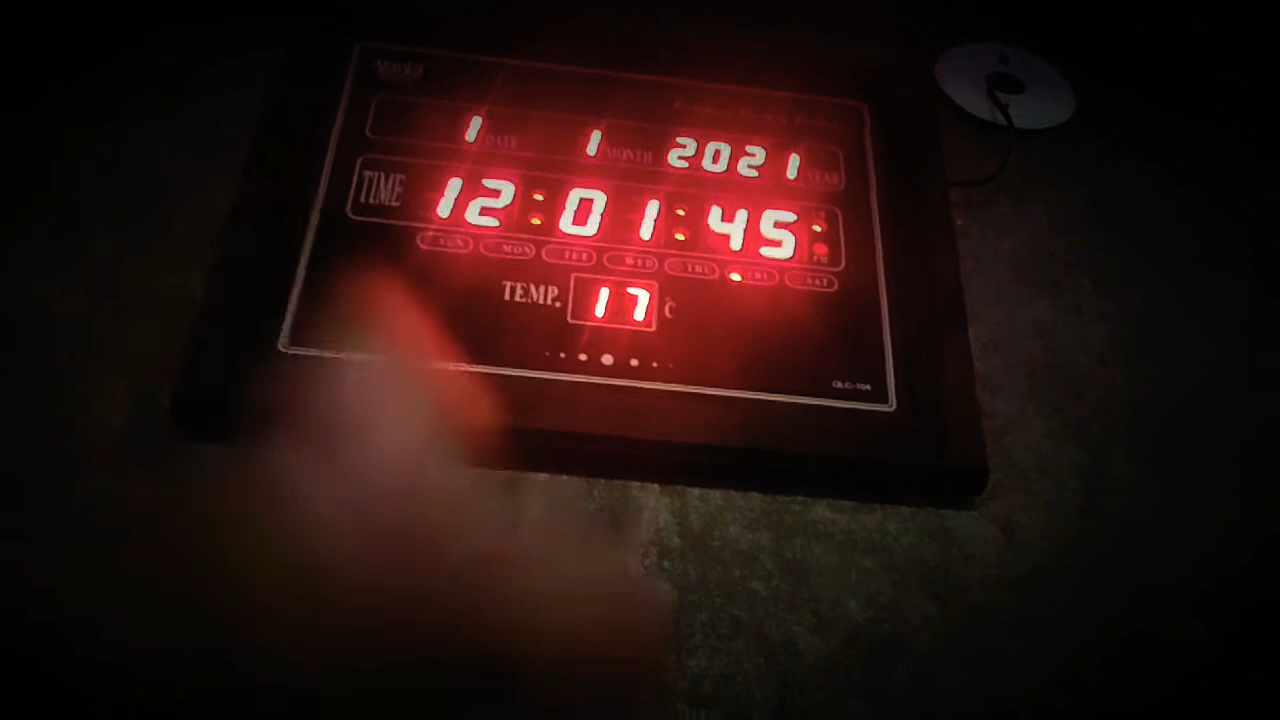 1 DATE 1 MONTH 2021 YEAR
TIME 12:01:45 PM
SUN MON TUE WED THU FRI SAT
TEMP. 17 °C